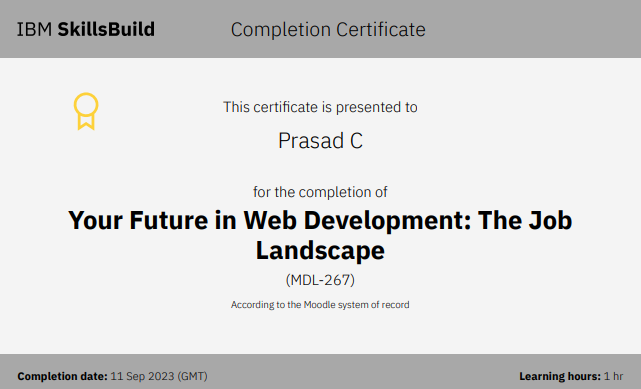 IBM SkillsBuild
Completion Certificate
This certificate is presented to
Prasad C
for the completion of
Your Future in Web Development: The Job
Landscape
(MDL-267)
According to the Moodle system of record
Completion date: 11 Sep 2023 (GMT)
Learning hours: 1 hr